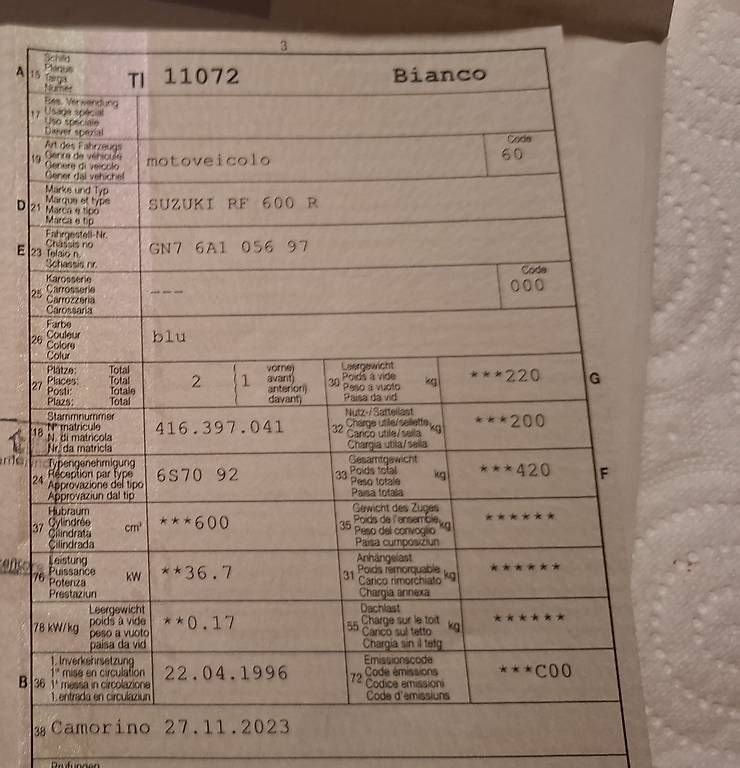 3
A 15 Schild
Plaque
Targa
Numer
TI 11072 Bianco
17 Bes. Verwendung
Usage spécial
Uso speciale
Diever spezial
19 Art des Fahrzeugs
Genre de véhicule
Genere di veicolo
Gener dal vehichel
motoveicolo
Code
60
D 21 Marke und Typ
Marque et type
Marca e tipo
Marca e tip
SUZUKI RF 600 R
E 23 Fahrgestell-Nr.
Châssis no
Telaio n.
Schassis nr.
GN7 6A1 056 97
25 Karosserie
Carrosserie
Carrozzeria
Carossaria
---
Code
000
26 Farbe
Couleur
Colore
Colur
blu
27 Plätze: Total
Places: Total
Posti: Totale
Plazs: Total
2 ( 1 vorne)
avant)
anteriori)
davant)
30 Leergewicht
Poids à vide
Peso a vuoto
Paisa da vid
kg ***220 G
18 Stammnummer
N° matricule
N. di matricola
Nr. da matricla
416.397.041
32 Nutz-/Sattellast
Charge utile/sellette
Carico utile/sella
Chargia utila/sella
kg ***200
24 Typengenehmigung
Réception par type
Approvazione del tipo
Approvaziun dal tip
6S70 92
33 Gesamtgewicht
Poids total
Peso totale
Paisa totala
kg ***420 F
37 Hubraum
Cylindrée
Cilindrata
Cilindrada
cm³ ***600
35 Gewicht des Zuges
Poids de l'ensemble
Peso del convoglio
Paisa cumposiziun
kg ******
76 Leistung
Puissance
Potenza
Prestaziun
kW **36.7
31 Anhängelast
Poids remorquable
Carico rimorchiato
Chargia annexa
kg ******
78 kW/kg Leergewicht
poids à vide
peso a vuoto
paisa da vid
**0.17
55 Dachlast
Charge sur le toit
Carico sul tetto
Chargia sin il tetg
kg ******
B 36 1. Inverkehrsetzung
1re mise en circulation
1a messa in circolazione
1. entrada en circulaziun
22.04.1996
72 Emissionscode
Code émissions
Codice emissioni
Code d'emissiuns
***C00
38 Camorino 27.11.2023
Prüfungen